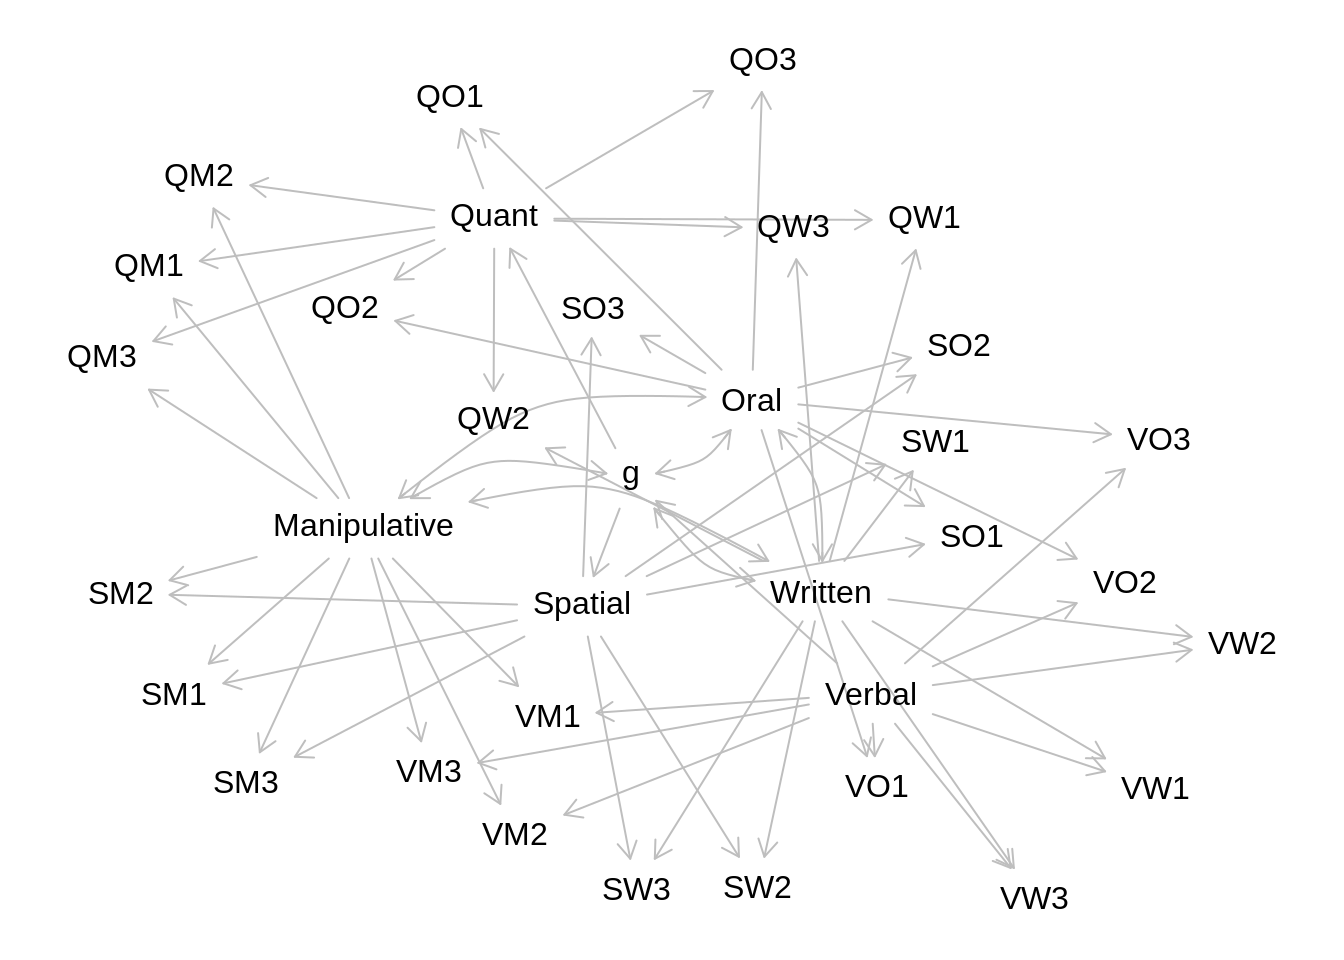 QO3
QO1
QM2
Quant
QW1
QW3
QM1
QO2
SO3
SO2
QM3
Oral
QW2
VO3
SW1
g
Manipulative
SO1
VO2
Written
SM2
Spatial
VW2
SM1
Verbal
VM1
VM3
SM3
VO1
VW1
VM2
SW3
SW2
VW3